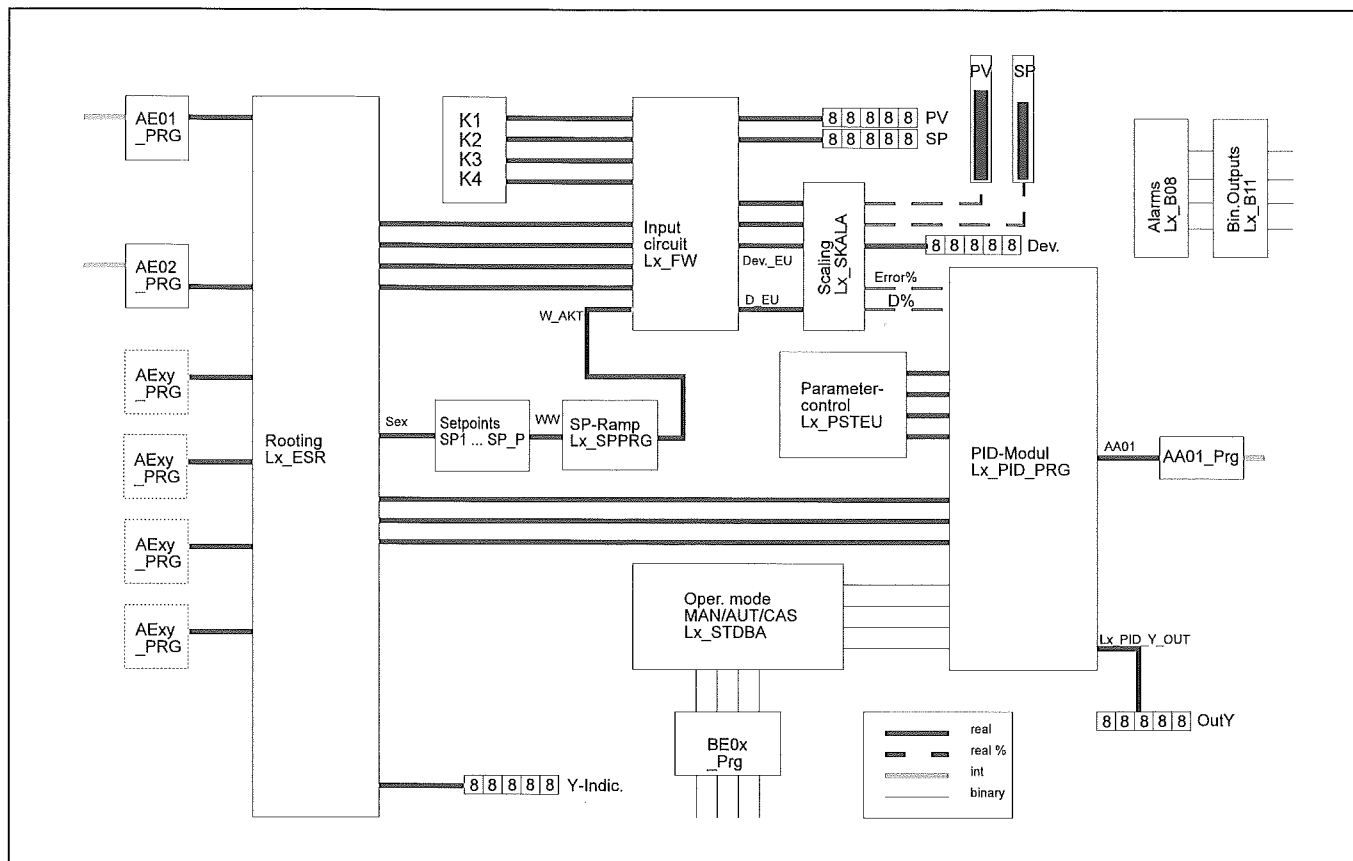 PV SP
AE01
_PRG
K1
K2
K3
K4
8 8 8 8 8 PV
8 8 8 8 8 SP
Alarms
Lx_B08
Bin.Outputs
Lx_B11
AE02
_PRG
Input
circuit
Lx_FW
Dev._EU
Scaling
Lx_SKALA
8 8 8 8 8 Dev.
Error%
D_EU
D%
W_AKT
AExy
_PRG
Parameter-
control
Lx_PSTEU
Sex
Setpoints
SP1 ... SP_P
WW
SP-Ramp
Lx_SPPRG
Rooting
Lx_ESR
AExy
_PRG
PID-Modul
Lx_PID_PRG
AA01
AA01_Prg
AExy
_PRG
AExy
_PRG
Oper. mode
MAN/AUT/CAS
Lx_STDBA
Lx_PID_Y_OUT
8 8 8 8 8 OutY
BE0x
_Prg
real
real %
int
binary
8 8 8 8 8 Y-Indic.